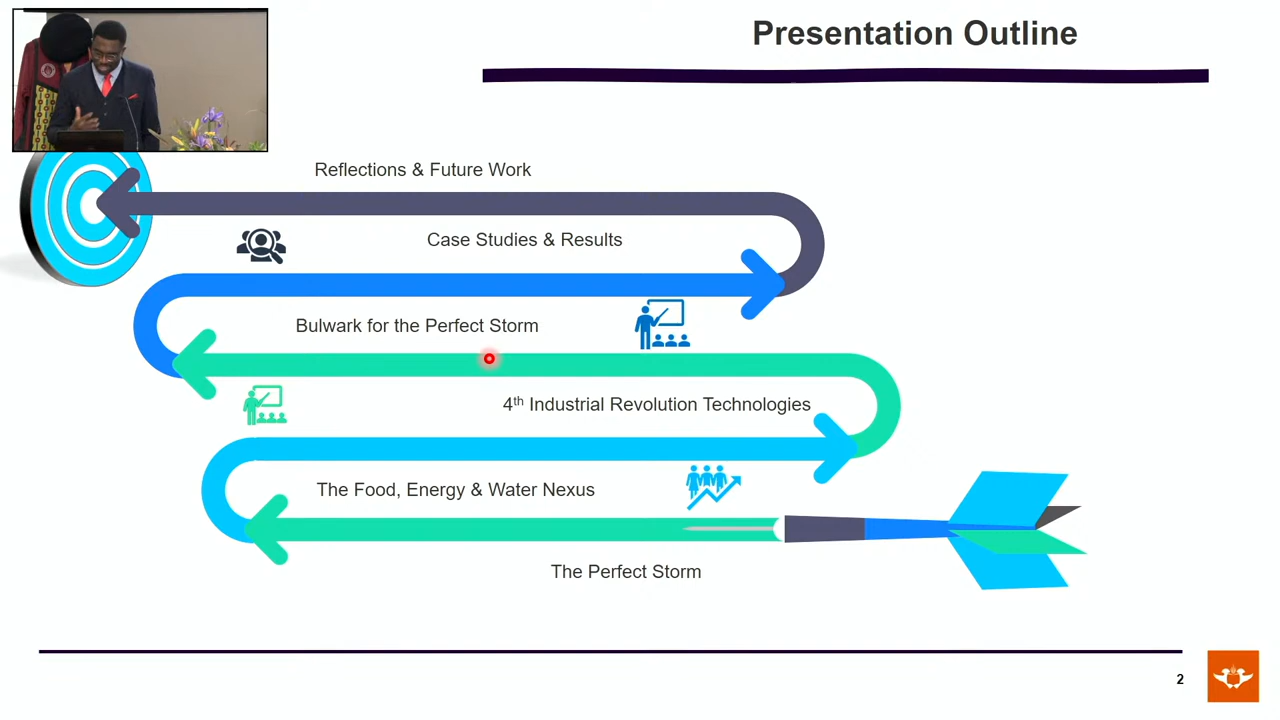 Presentation Outline
Reflections & Future Work
Case Studies & Results
Bulwark for the Perfect Storm
4th Industrial Revolution Technologies
The Food, Energy & Water Nexus
The Perfect Storm
2